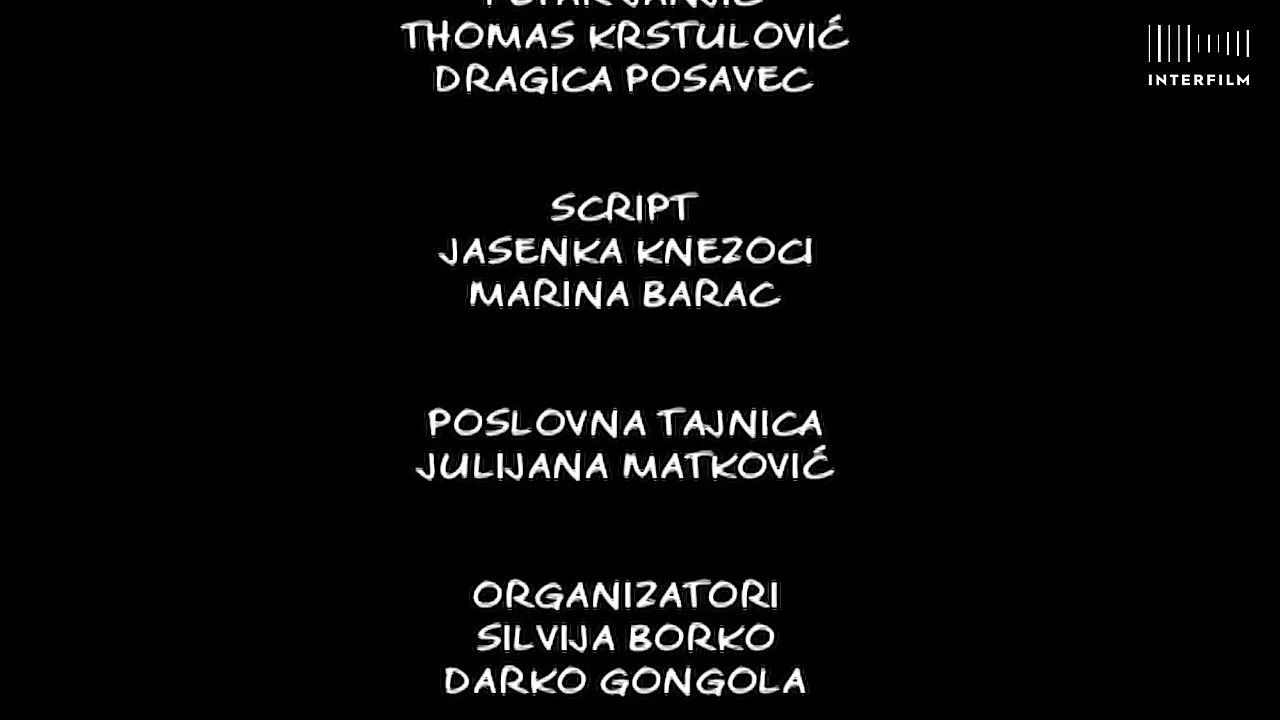 THOMAS KRSTULOVIĆ
DRAGICA POSAVEC
INTERFILM
SCRIPT
JASENKA KNEZOCI
MARINA BARAC
POSLOVNA TAJNICA
JULIJANA MATKOVIĆ
ORGANIZATORI
SILVIJA BORKO
DARKO GONGOLA